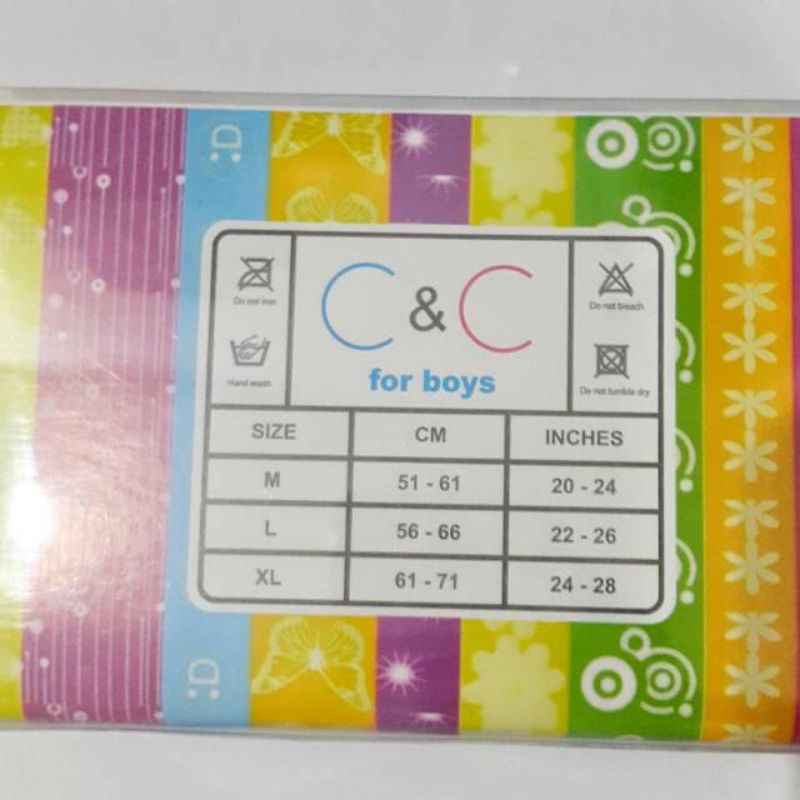 :D
Do not iron
Hand wash
C & C
for boys
Do not bleach
Do not tumble dry
SIZE CM INCHES
M 51 - 61 20 - 24
L 56 - 66 22 - 26
XL 61 - 71 24 - 28
:D